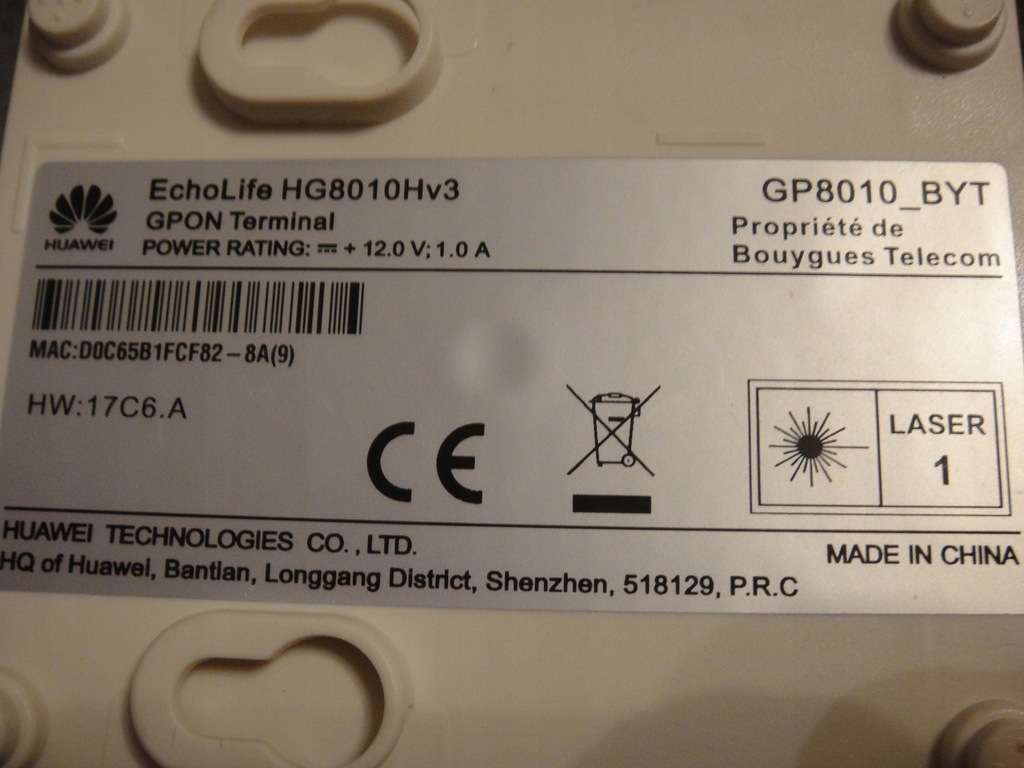 EchoLife HG8010Hv3
GPON Terminal
POWER RATING: ⎓ + 12.0 V; 1.0 A
HUAWEI
GP8010_BYT
Propriété de
Bouygues Telecom
MAC:D0C65B1FCF82 – 8A(9)
HW:17C6.A
CE
LASER
1
HUAWEI TECHNOLOGIES CO., LTD.
HQ of Huawei, Bantian, Longgang District, Shenzhen, 518129, P.R.C
MADE IN CHINA